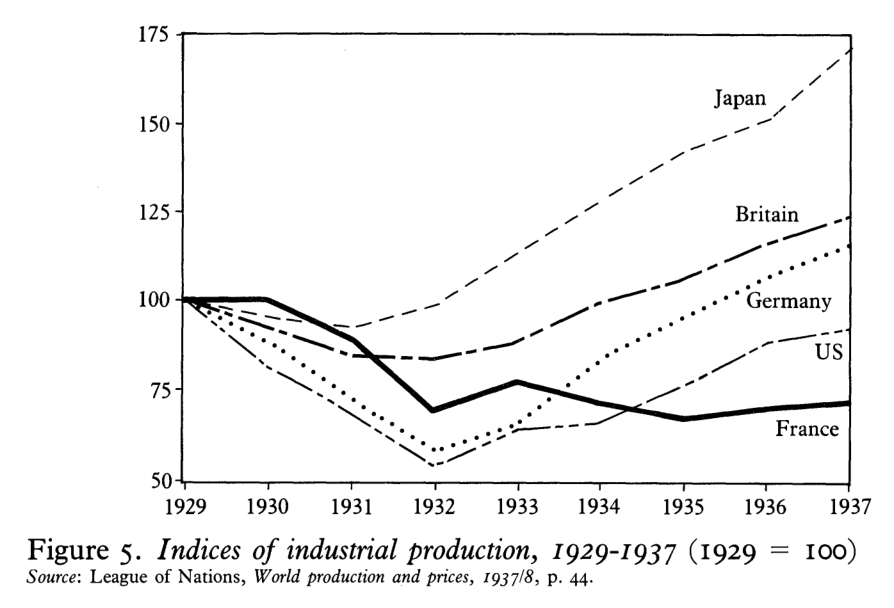 175
150
125
100
75
50
Japan
Britain
Germany
US
France
1929 1930 1931 1932 1933 1934 1935 1936 1937
Figure 5. Indices of industrial production, 1929-1937 (1929 = 100)
Source: League of Nations, World production and prices, 1937/8, p. 44.